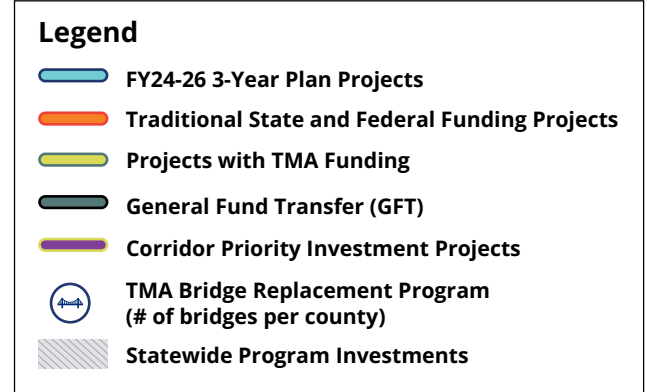 Legend
FY24-26 3-Year Plan Projects
Traditional State and Federal Funding Projects
Projects with TMA Funding
General Fund Transfer (GFT)
Corridor Priority Investment Projects
TMA Bridge Replacement Program
(# of bridges per county)
Statewide Program Investments